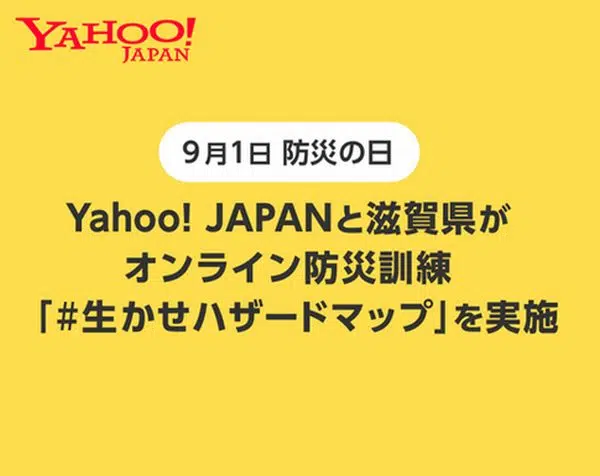 YAHOO!
JAPAN
9月1日 防災の日
Yahoo! JAPANと滋賀県が
オンライン防災訓練
「#生かせハザードマップ」を実施